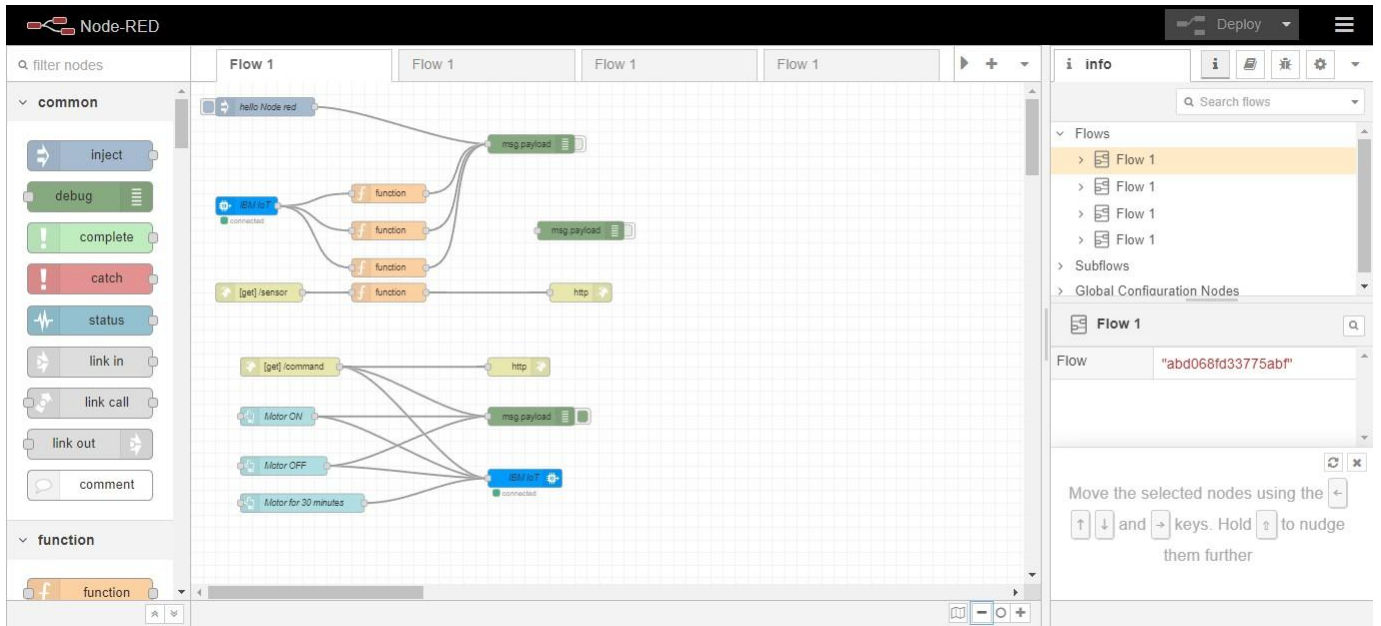 Node-RED
Deploy
filter nodes
common
inject
debug
complete
catch
status
link in
link call
link out
comment
function
function
Flow 1
Flow 1
Flow 1
Flow 1
hello Node red
msg.payload
IBM IoT
connected
function
function
function
msg.payload
[get] /sensor
function
http
[get] /command
http
Motor ON
msg.payload
Motor OFF
IBM IoT
connected
Motor for 30 minutes
i info
i
Search flows
Flows
Flow 1
Flow 1
Flow 1
Flow 1
Subflows
Global Configuration Nodes
Flow 1
Flow "abd068fd33775abf"
Move the selected nodes using the ←
↑ ↓ and → keys. Hold ⇧ to nudge
them further